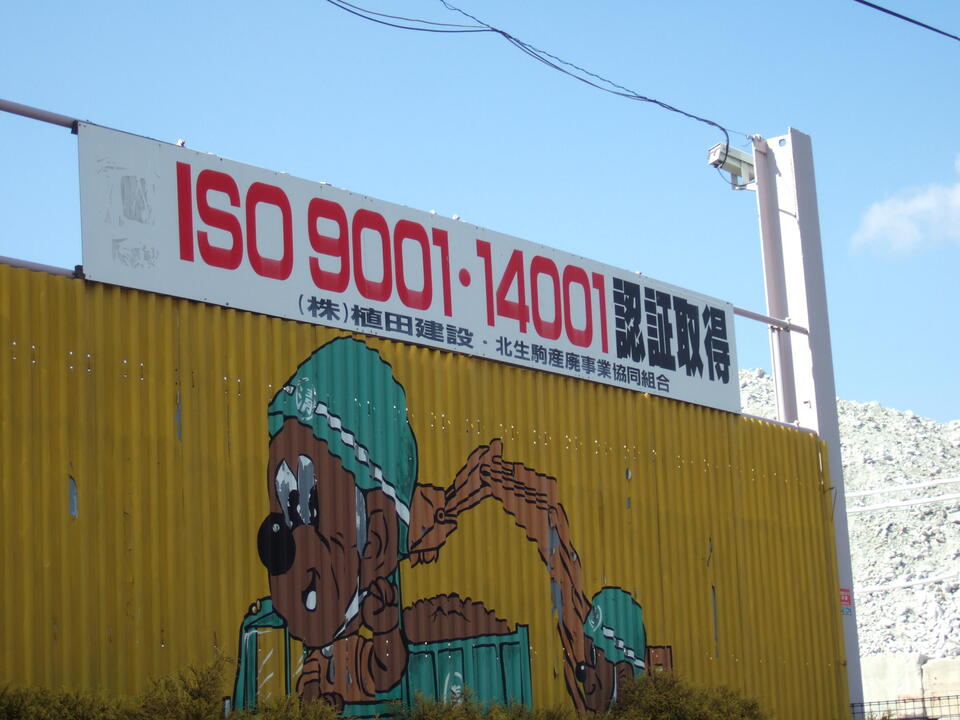 ISO 9001・14001 認証取得
(株)植田建設・北生駒産廃事業協同組合
清